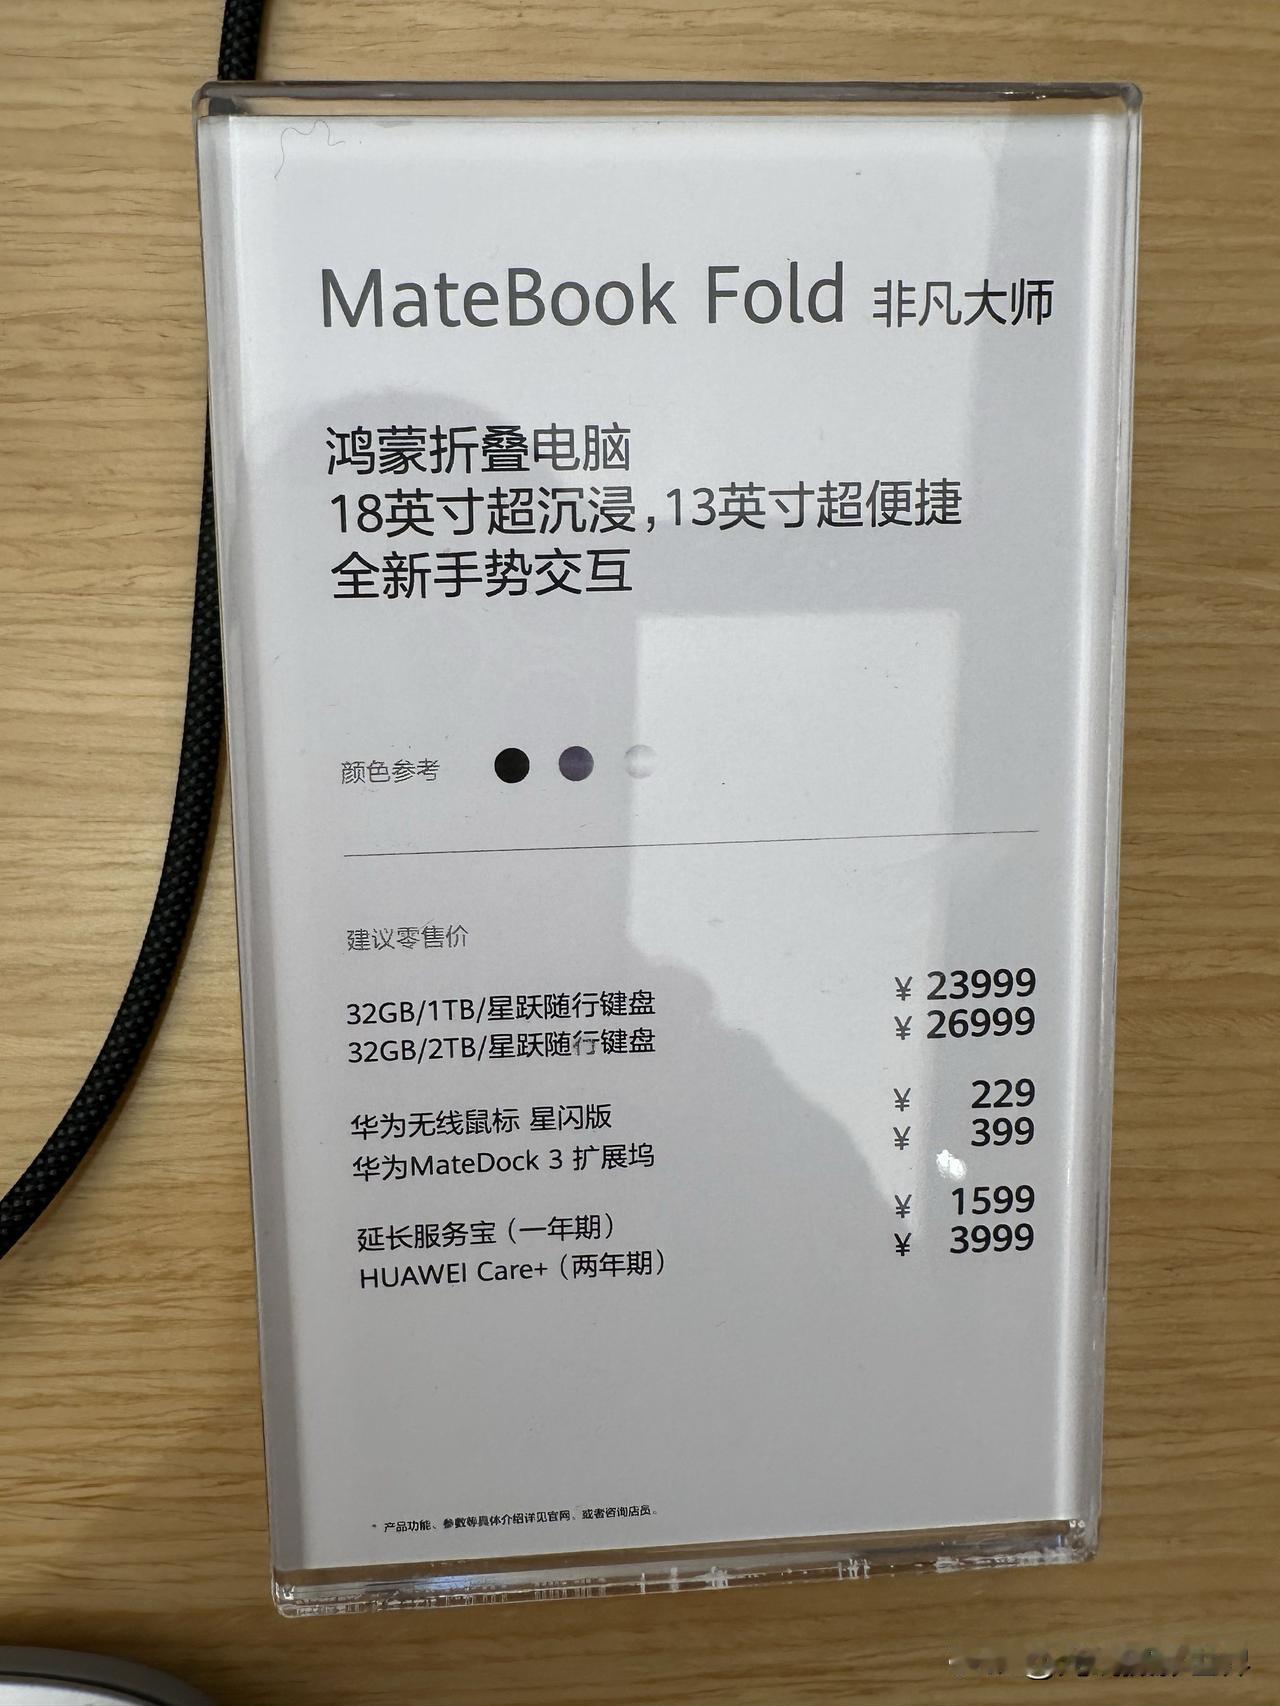 MateBook Fold 非凡大师
鸿蒙折叠电脑
18英寸超沉浸，13英寸超便捷
全新手势交互
颜色参考
建议零售价
32GB/1TB/星跃随行键盘 ¥ 23999
32GB/2TB/星跃随行键盘 ¥ 26999
华为无线鼠标 星闪版 ¥ 229
华为MateDock 3 扩展坞 ¥ 399
延长服务宝（一年期） ¥ 1599
HUAWEI Care+（两年期） ¥ 3999
* 产品功能、参数等具体介绍详见官网、或者咨询店员。